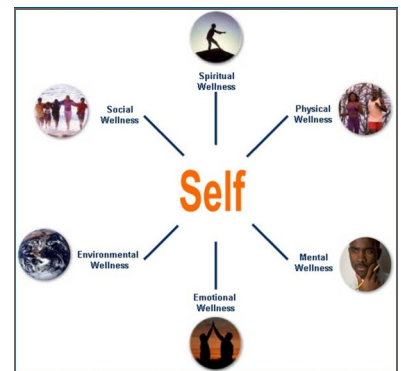 Spiritual
Wellness
Social
Wellness
Physical
Wellness
Self
Environmental
Wellness
Mental
Wellness
Emotional
Wellness